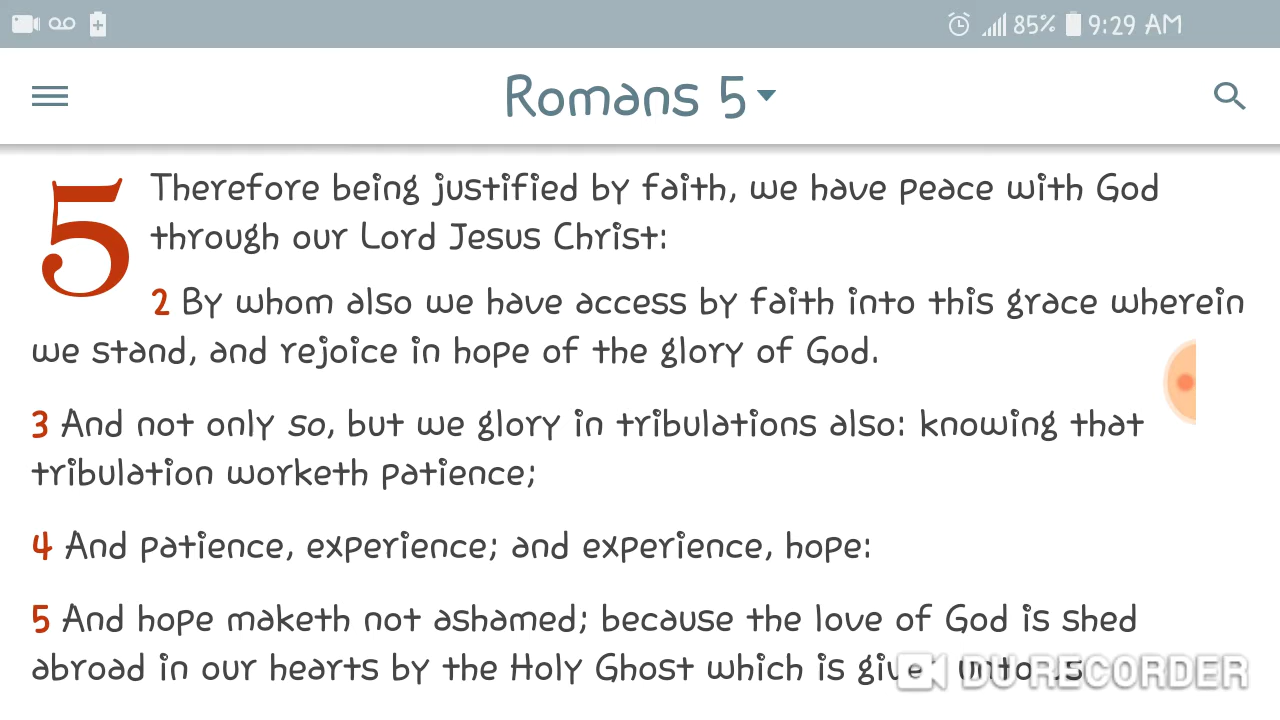 85% 9:29 AM
Romans 5
5 Therefore being justified by faith, we have peace with God
through our Lord Jesus Christ:
2 By whom also we have access by faith into this grace wherein
we stand, and rejoice in hope of the glory of God.
3 And not only so, but we glory in tribulations also: knowing that
tribulation worketh patience;
4 And patience, experience; and experience, hope:
5 And hope maketh not ashamed; because the love of God is shed
abroad in our hearts by the Holy Ghost which is unto
DU RECORDER